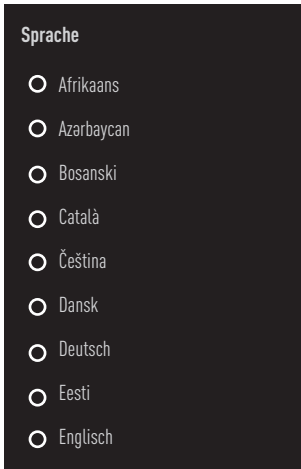 Sprache
Afrikaans
Azərbaycan
Bosanski
Català
Čeština
Dansk
Deutsch
Eesti
Englisch